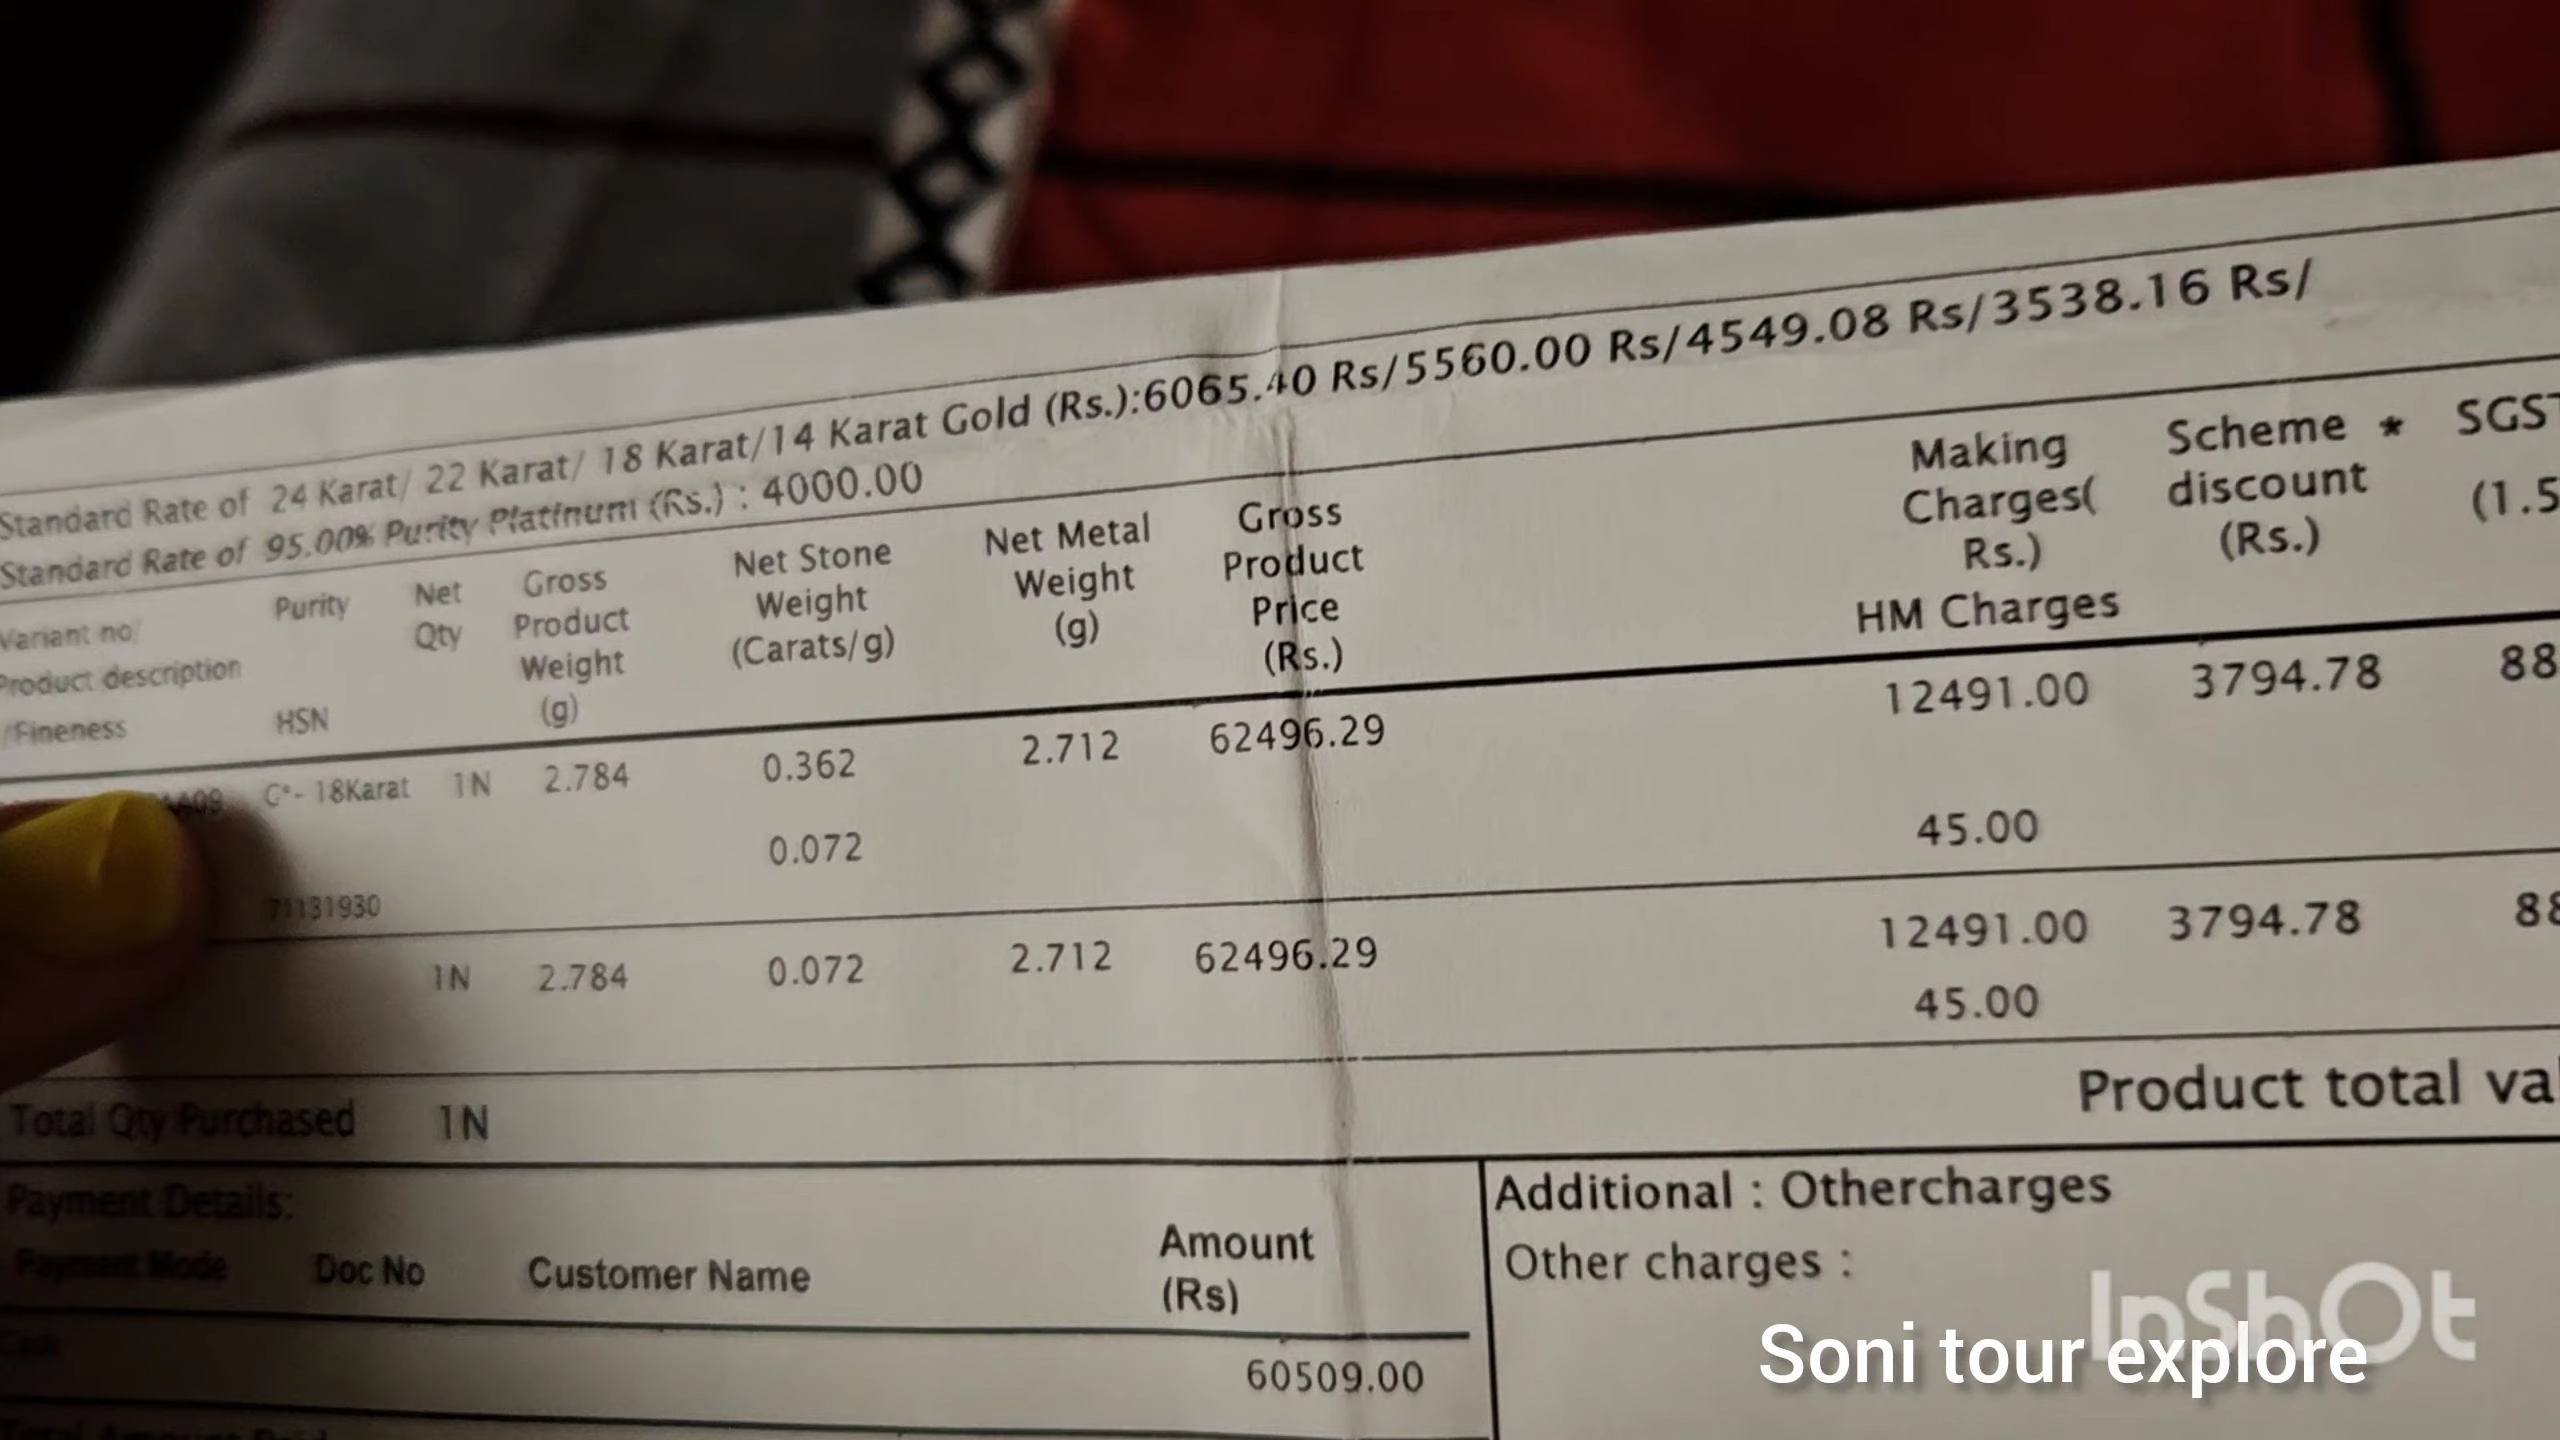 Standard Rate of 24 Karat/ 22 Karat/ 18 Karat/14 Karat Gold (Rs.):6065.40 Rs/5560.00 Rs/4549.08 Rs/3538.16 Rs/
Standard Rate of 95.00% Purity Platinum (Rs.) : 4000.00
Variant no/
Product description
/Fineness
Purity
HSN
Net
Qty
Gross
Product
Weight
(g)
Net Stone
Weight
(Carats/g)
Net Metal
Weight
(g)
Gross
Product
Price
(Rs.)
Making
Charges(
Rs.)
HM Charges
Scheme *
discount
(Rs.)
SGST
(1.5
18Karat 1N 2.784 0.362 2.712 62496.29 12491.00 3794.78 88
0.072 45.00
71131930
1N 2.784 0.072 2.712 62496.29 12491.00 3794.78 88
45.00
Total Qty Purchased 1N
Product total val
Payment Details:
Payment Mode Doc No Customer Name Amount
(Rs)
Cash 60509.00
Additional : Othercharges
Other charges :
InShOt
Soni tour explore